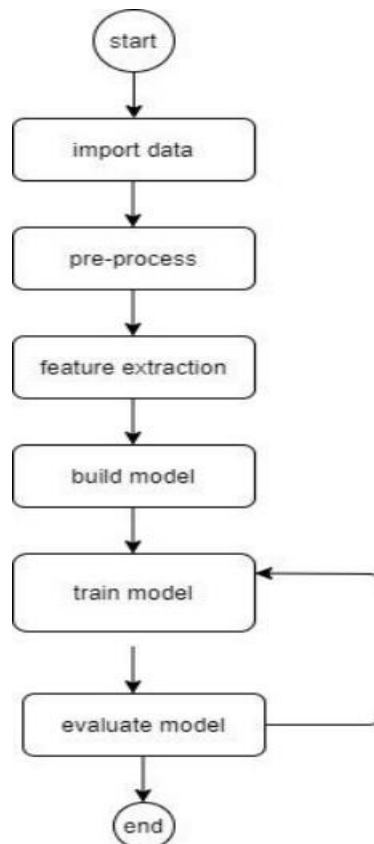 start
import data
pre-process
feature extraction
build model
train model
evaluate model
end